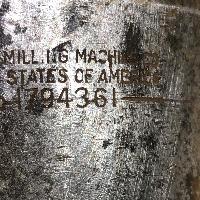 MILLING MACHINE
STATES OF AMERICA
1794361